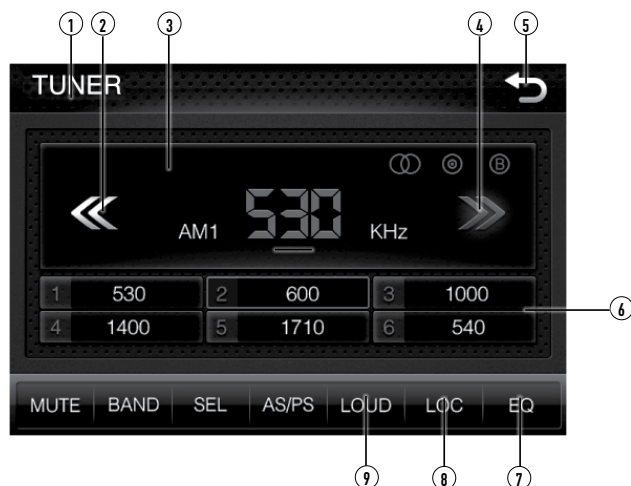 1 2 3 4 5
TUNER
B
AM1 530 KHz
1 530 2 600 3 1000
6
4 1400 5 1710 6 540
MUTE BAND SEL AS/PS LOUD LOC EQ
9 8 7